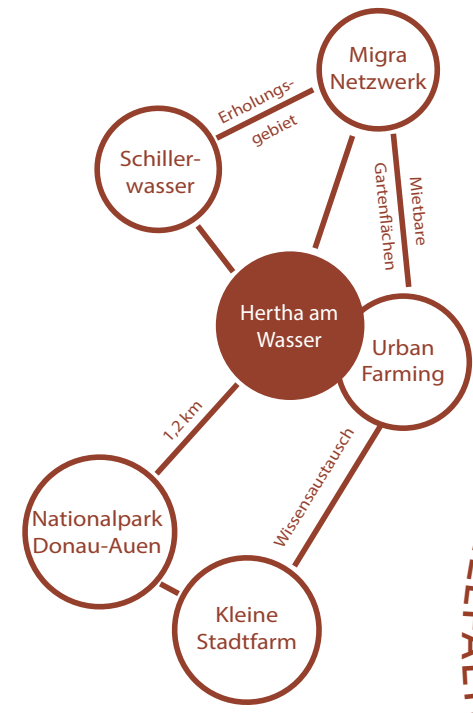 Migra
Netzwerk
Erholungs-
gebiet
Schiller-
wasser
Mietbare
Gartenflächen
Hertha am
Wasser
Urban
Farming
1,2 km
Wissensaustausch
Nationalpark
Donau-Auen
Kleine
Stadtfarm